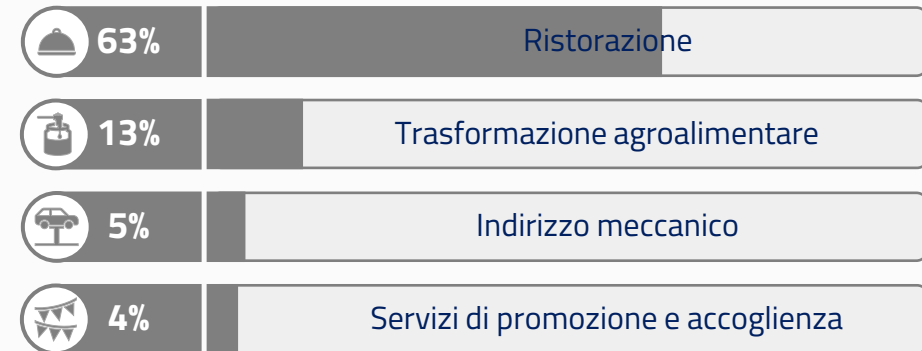 63% Ristorazione
13% Trasformazione agroalimentare
5% Indirizzo meccanico
4% Servizi di promozione e accoglienza